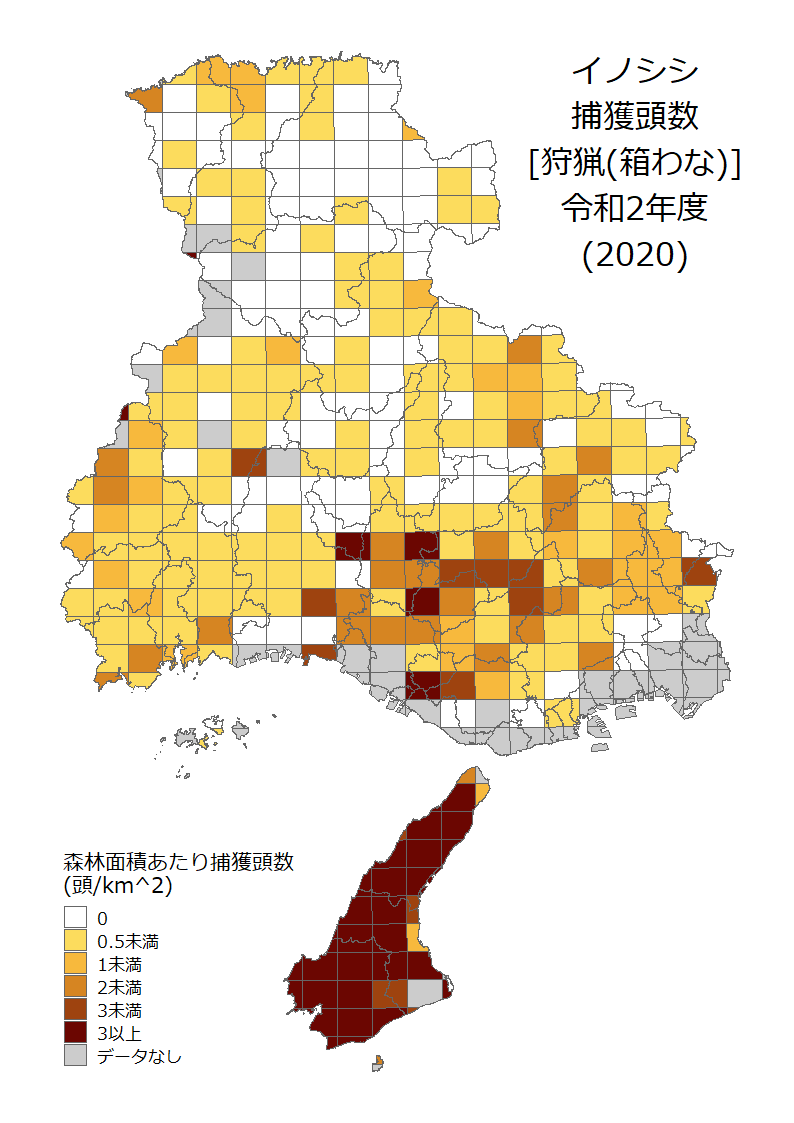 イノシシ
捕獲頭数
[狩猟(箱わな)]
令和2年度
(2020)
森林面積あたり捕獲頭数
(頭/km^2)
0
0.5未満
1未満
2未満
3未満
3以上
データなし